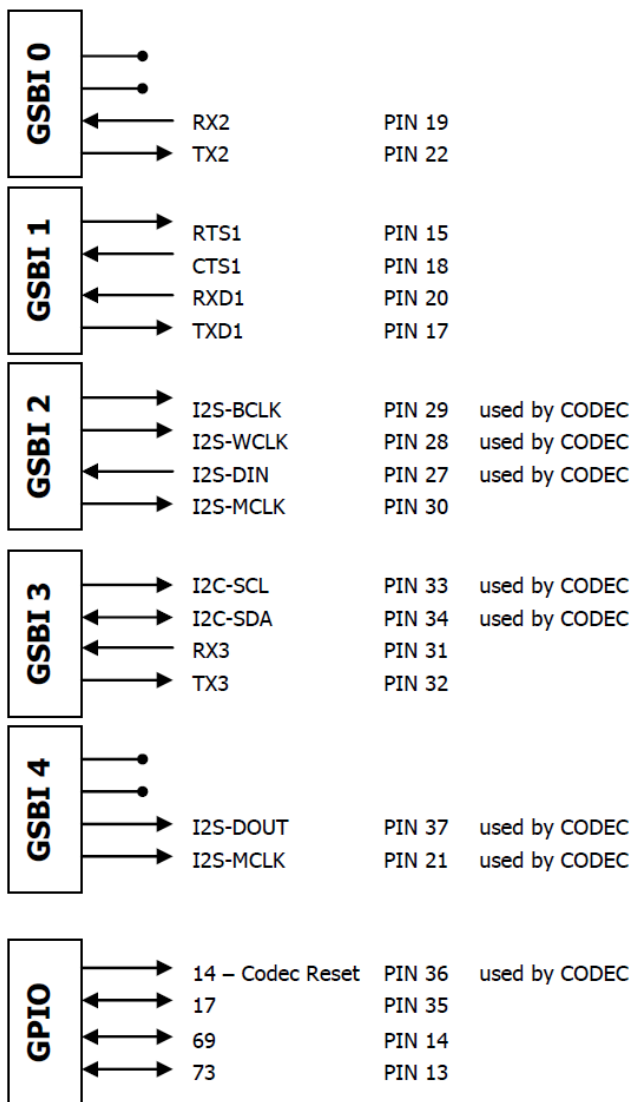 GSBI 0
RX2 PIN 19
TX2 PIN 22
GSBI 1
RTS1 PIN 15
CTS1 PIN 18
RXD1 PIN 20
TXD1 PIN 17
GSBI 2
I2S-BCLK PIN 29 used by CODEC
I2S-WCLK PIN 28 used by CODEC
I2S-DIN PIN 27 used by CODEC
I2S-MCLK PIN 30
GSBI 3
I2C-SCL PIN 33 used by CODEC
I2C-SDA PIN 34 used by CODEC
RX3 PIN 31
TX3 PIN 32
GSBI 4
I2S-DOUT PIN 37 used by CODEC
I2S-MCLK PIN 21 used by CODEC
GPIO
14 – Codec Reset PIN 36 used by CODEC
17 PIN 35
69 PIN 14
73 PIN 13